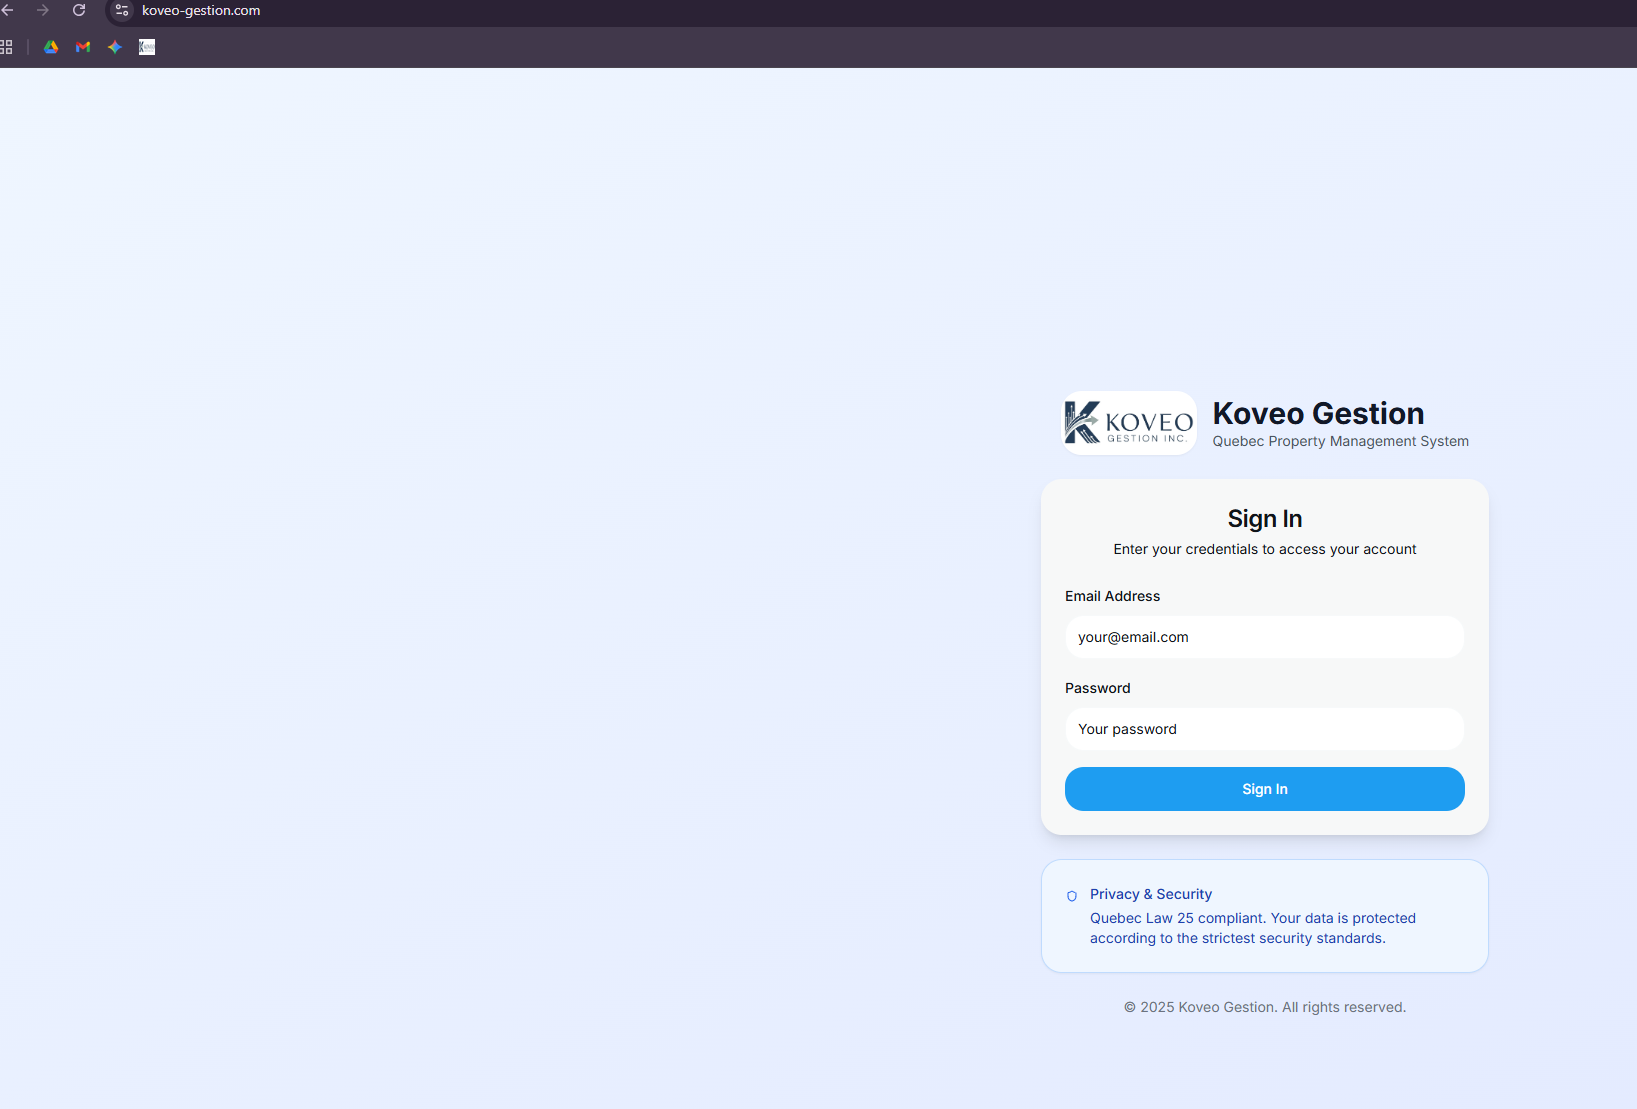 koveo-gestion.com
KOVEO
GESTION INC.
Koveo Gestion
Quebec Property Management System
Sign In
Enter your credentials to access your account
Email Address
your@email.com
Password
Your password
Sign In
Privacy & Security
Quebec Law 25 compliant. Your data is protected
according to the strictest security standards.
© 2025 Koveo Gestion. All rights reserved.